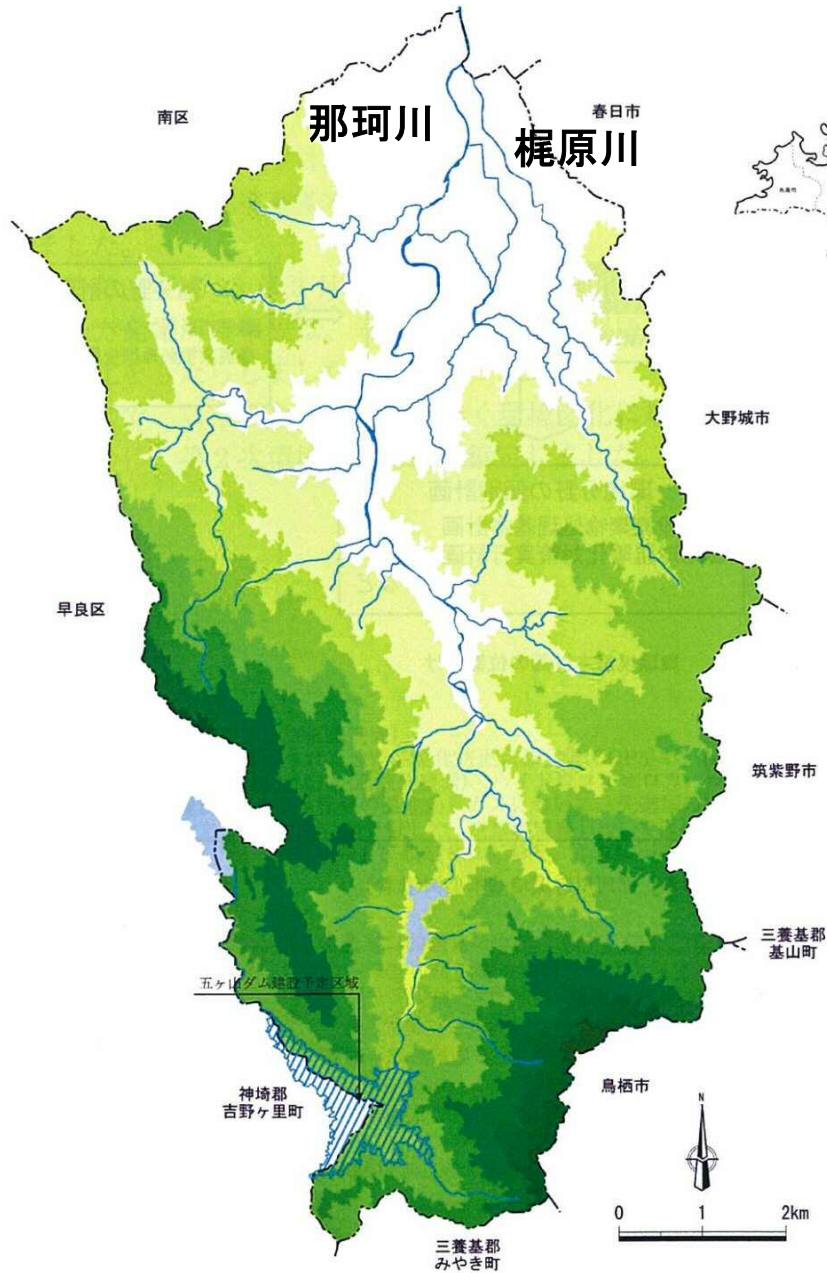 南区
那珂川
春日市
梶原川
大野城市
早良区
筑紫野市
三養基郡
基山町
五ヶ山ダム建設予定区域
神埼郡
吉野ヶ里町
鳥栖市
N
0 1 2km
三養基郡
みやき町